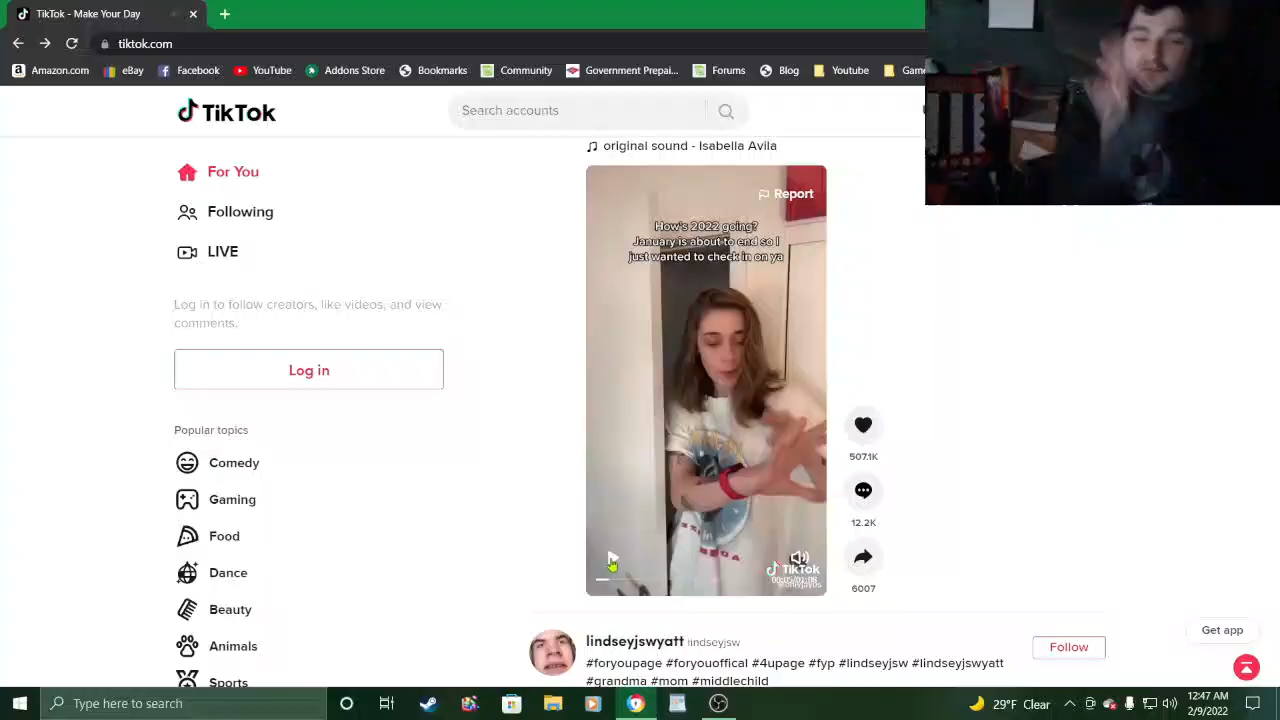 TikTok - Make Your Day
tiktok.com
Amazon.com eBay Facebook YouTube Addons Store Bookmarks Community Government Prepai... Forums Blog Youtube Game
TikTok
Search accounts
For You
Following
LIVE
Log in to follow creators, like videos, and view
comments.
Log in
Popular topics
Comedy
Gaming
Food
Dance
Beauty
Animals
Sports
original sound - Isabella Avila
Report
How's 2022 going?
January is about to end so I
just wanted to check in on ya
TikTok
507.1K
12.2K
6007
lindseyjswyatt lindseyjsw
Follow
#foryoupage #foryouoffical #4upage #fyp #lindseyjsw #lindseyjswyatt
#grandma #mom #middlechild
Get app
Type here to search
29°F Clear
12:47 AM
2/9/2022